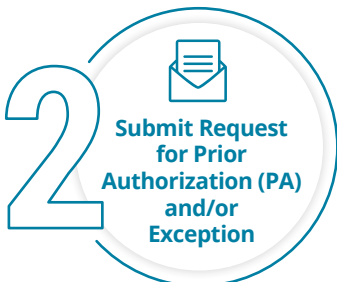 2
Submit Request
for Prior
Authorization (PA)
and/or
Exception